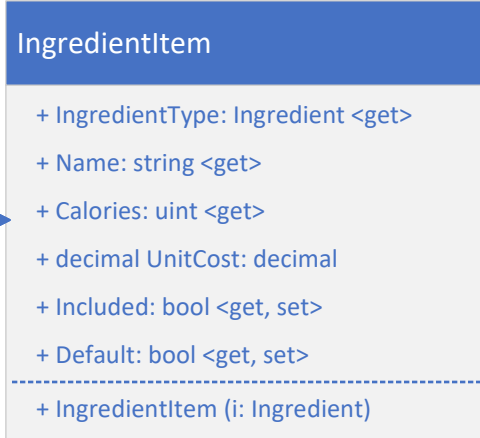 IngredientItem
+ IngredientType: Ingredient <get>
+ Name: string <get>
+ Calories: uint <get>
+ decimal UnitCost: decimal
+ Included: bool <get, set>
+ Default: bool <get, set>
+ IngredientItem (i: Ingredient)